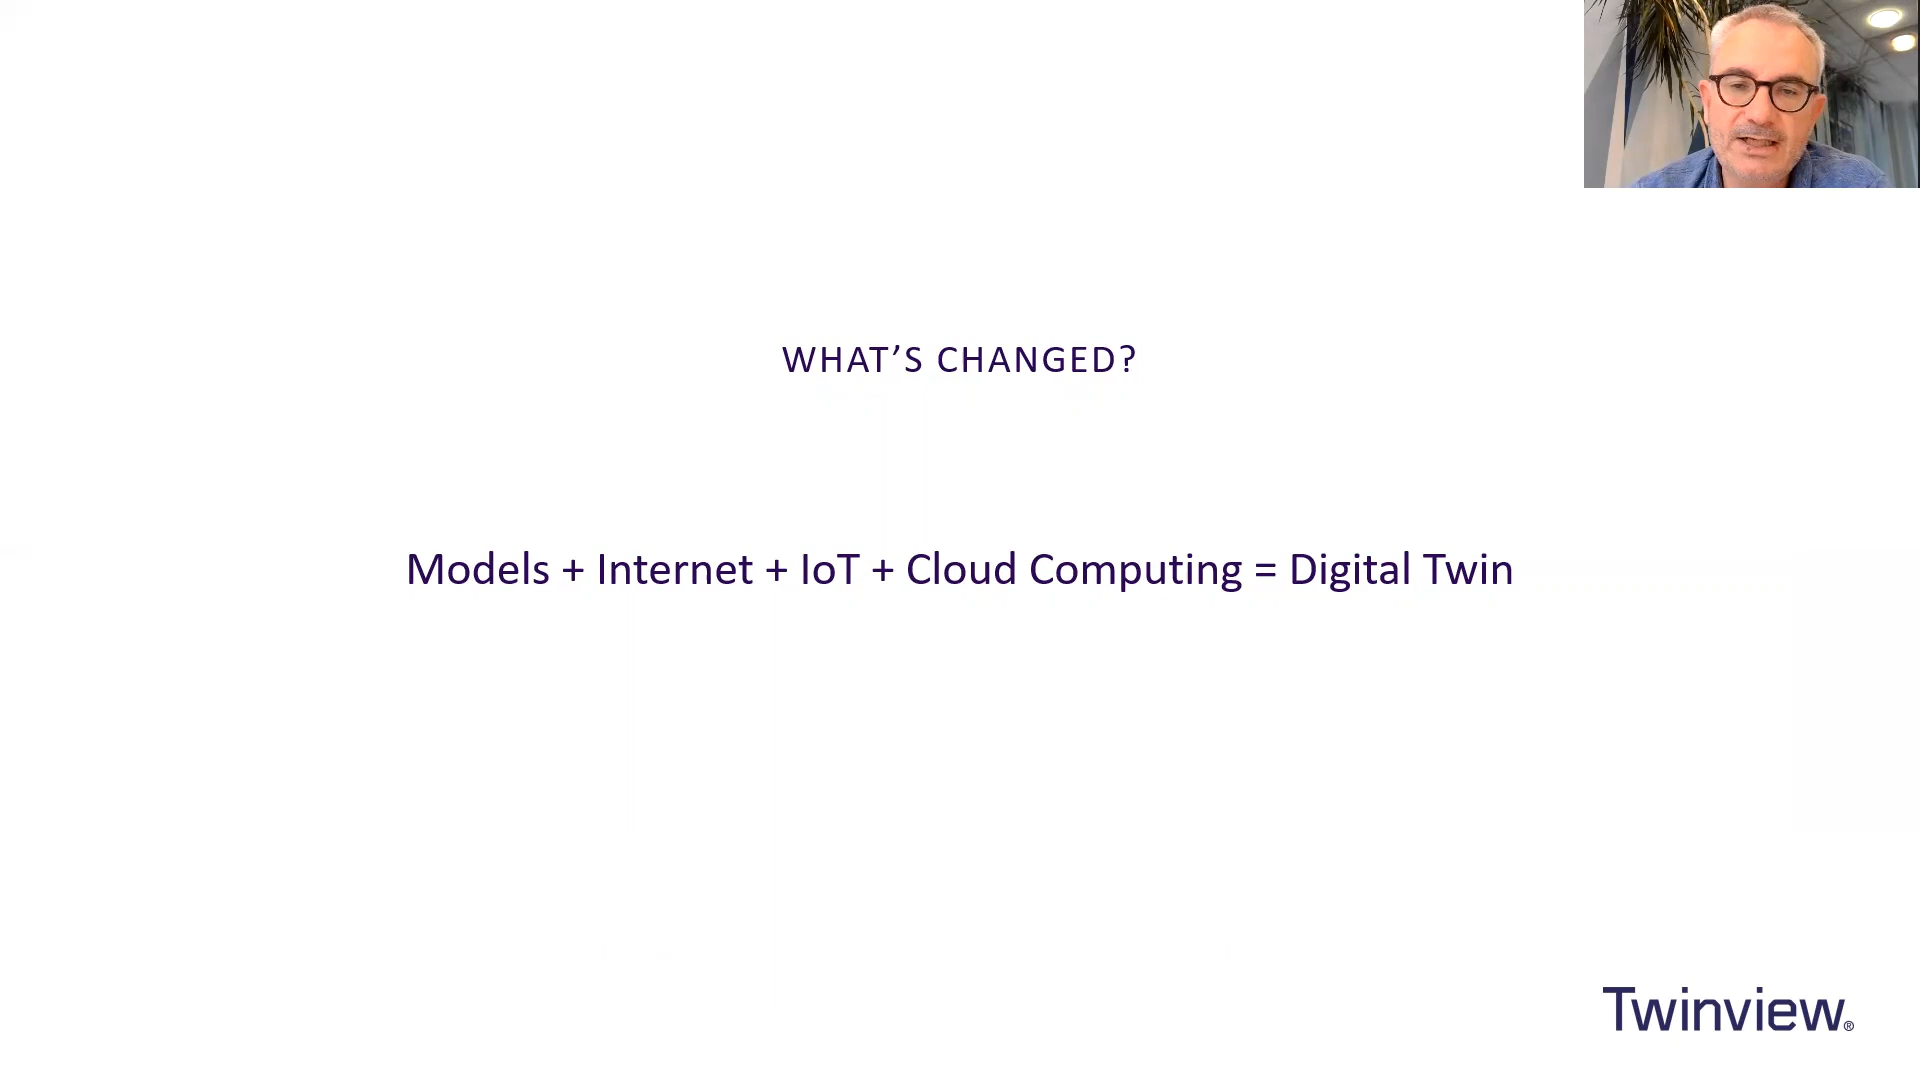 WHAT’S CHANGED?
Models + Internet + IoT + Cloud Computing = Digital Twin
Twinview®